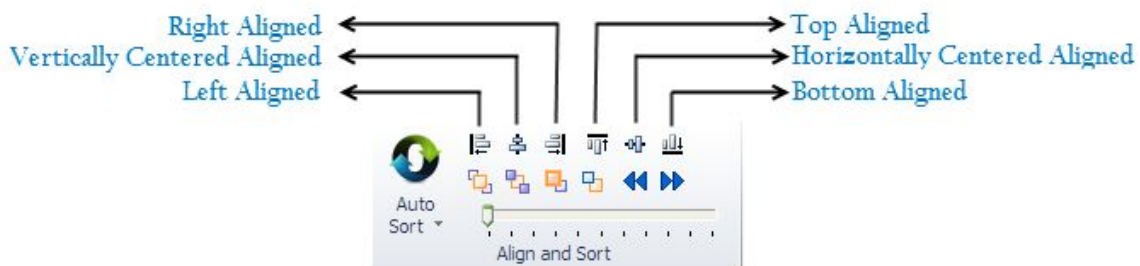 Right Aligned
Vertically Centered Aligned
Left Aligned
Top Aligned
Horizontally Centered Aligned
Bottom Aligned
Auto
Sort
Align and Sort